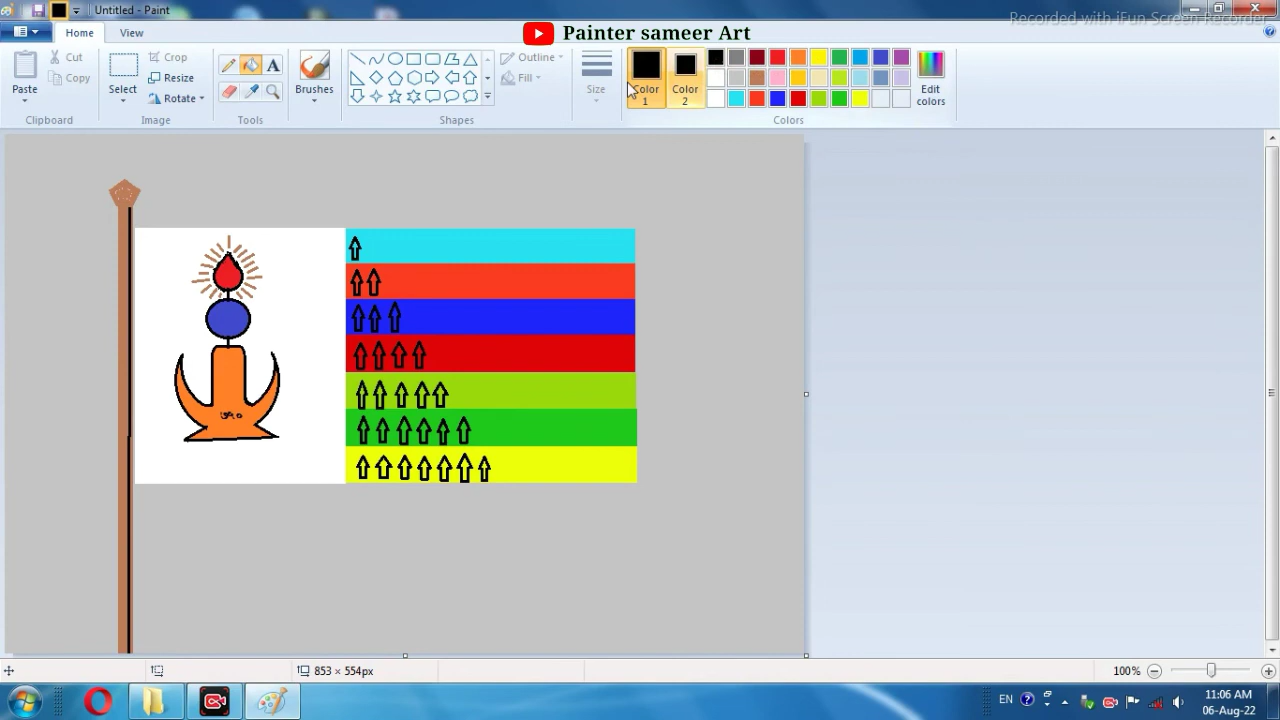 Untitled - Paint
Recorded with iFun Screen Recorder
Home
View
Painter sameer Art
Paste
Cut
Copy
Clipboard
Select
Crop
Resize
Rotate
Image
Tools
Brushes
Shapes
Outline
Fill
Size
Color
1
Color
2
Colors
Edit
colors
853 × 554px
100%
EN
11:06 AM
06-Aug-22